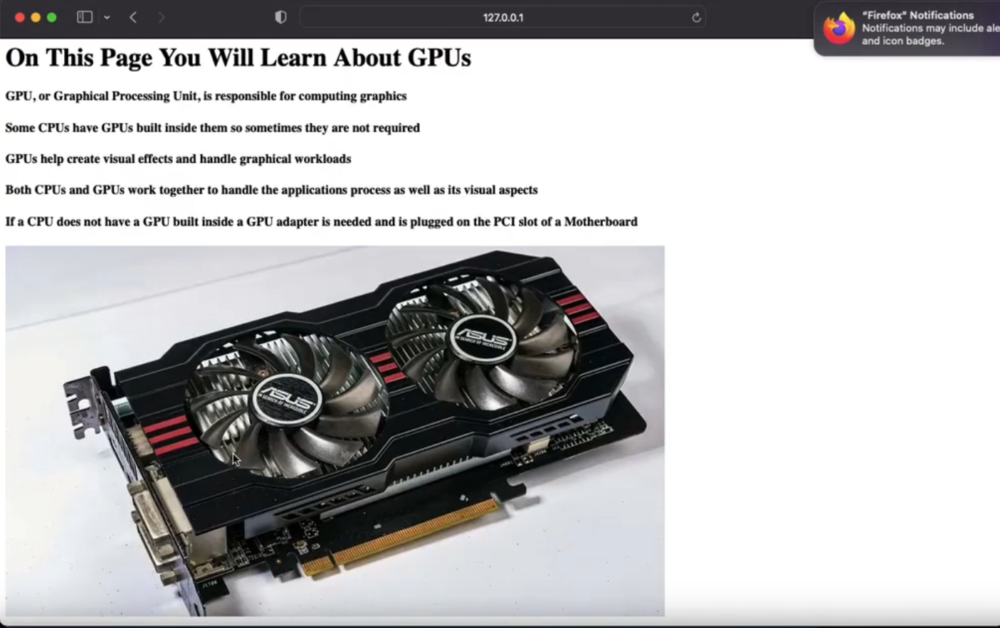 127.0.0.1
“Firefox” Notifications
Notifications may include ale
and icon badges.
On This Page You Will Learn About GPUs
GPU, or Graphical Processing Unit, is responsible for computing graphics
Some CPUs have GPUs built inside them so sometimes they are not required
GPUs help create visual effects and handle graphical workloads
Both CPUs and GPUs work together to handle the applications process as well as its visual aspects
If a CPU does not have a GPU built inside a GPU adapter is needed and is plugged on the PCI slot of a Motherboard
ASUS
IN SEARCH OF INCREDIBLE
ASUS
IN SEARCH OF INCREDIBLE